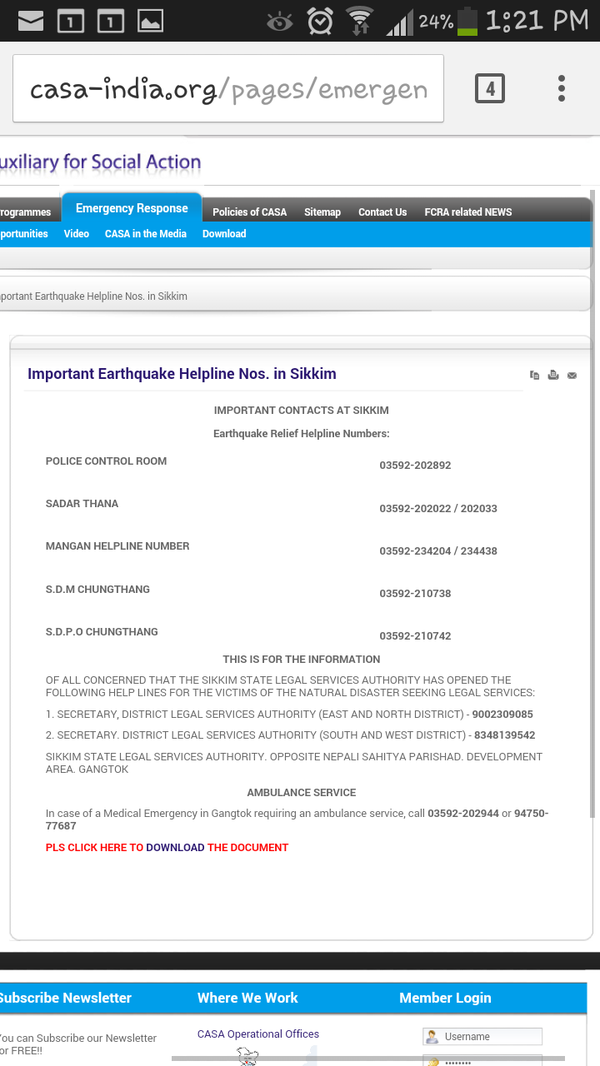 1
1
24%
1:21 PM
casa-india.org/pages/emergen
4
uxiliary for Social Action
rogrammes
Emergency Response
Policies of CASA
Sitemap
Contact Us
FCRA related NEWS
portunities
Video
CASA in the Media
Download
portant Earthquake Helpline Nos. in Sikkim
Important Earthquake Helpline Nos. in Sikkim
IMPORTANT CONTACTS AT SIKKIM
Earthquake Relief Helpline Numbers:
POLICE CONTROL ROOM 03592-202892
SADAR THANA 03592-202022 / 202033
MANGAN HELPLINE NUMBER 03592-234204 / 234438
S.D.M CHUNGTHANG 03592-210738
S.D.P.O CHUNGTHANG 03592-210742
THIS IS FOR THE INFORMATION
OF ALL CONCERNED THAT THE SIKKIM STATE LEGAL SERVICES AUTHORITY HAS OPENED THE
FOLLOWING HELP LINES FOR THE VICTIMS OF THE NATURAL DISASTER SEEKING LEGAL SERVICES:
1. SECRETARY, DISTRICT LEGAL SERVICES AUTHORITY (EAST AND NORTH DISTRICT) - 9002309085
2. SECRETARY. DISTRICT LEGAL SERVICES AUTHORITY (SOUTH AND WEST DISTRICT) - 8348139542
SIKKIM STATE LEGAL SERVICES AUTHORITY. OPPOSITE NEPALI SAHITYA PARISHAD. DEVELOPMENT
AREA. GANGTOK
AMBULANCE SERVICE
In case of a Medical Emergency in Gangtok requiring an ambulance service, call 03592-202944 or 94750-
77687
PLS CLICK HERE TO DOWNLOAD THE DOCUMENT
Subscribe Newsletter
Where We Work
Member Login
You can Subscribe our Newsletter
or FREE!!
CASA Operational Offices
Username
••••••••